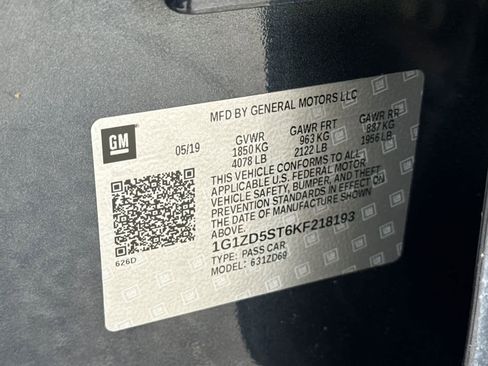 MFD BY GENERAL MOTORS LLC
GM
05/19 GVWR GAWR FRT GAWR RR
1850 KG 963 KG 887 KG
4078 LB 2122 LB 1956 LB
THIS VEHICLE CONFORMS TO ALL
APPLICABLE U.S. FEDERAL MOTOR
VEHICLE SAFETY, BUMPER, AND THEFT
PREVENTION STANDARDS IN EFFECT ON
THE DATE OF MANUFACTURE SHOWN
ABOVE.
1G1ZD5ST6KF218193
TYPE: PASS CAR
MODEL: 631ZD69
626D